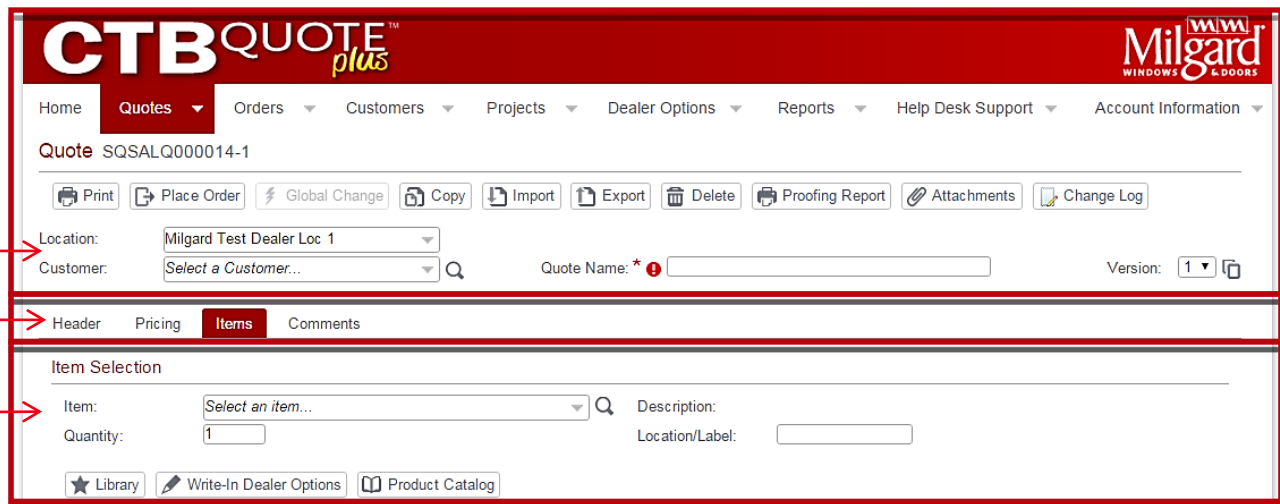 CTBQUOTE™ plus
Milgard
WINDOWS & DOORS
Home Quotes Orders Customers Projects Dealer Options Reports Help Desk Support Account Information
Quote SQSALQ000014-1
Print Place Order Global Change Copy Import Export Delete Proofing Report Attachments Change Log
Location: Milgard Test Dealer Loc 1
Customer: Select a Customer... Quote Name: * Version: 1
Header Pricing Items Comments
Item Selection
Item: Select an item... Description:
Quantity: 1 Location/Label:
Library Write-In Dealer Options Product Catalog